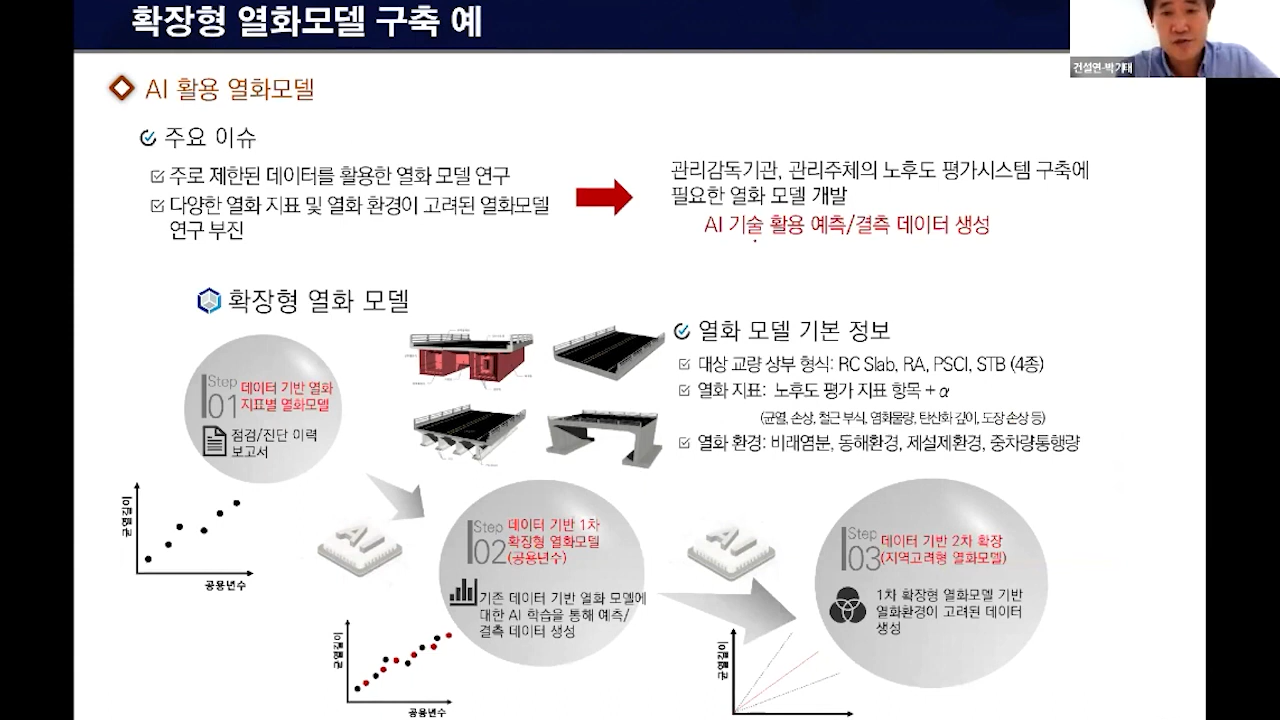 확장형 열화모델 구축 예
건설연-박기태
AI 활용 열화모델
주요 이슈
주로 제한된 데이터를 활용한 열화 모델 연구
다양한 열화 지표 및 열화 환경이 고려된 열화모델
연구 부진
관리감독기관, 관리주체의 노후도 평가시스템 구축에
필요한 열화 모델 개발
AI 기술 활용 예측/결측 데이터 생성
확장형 열화 모델
열화 모델 기본 정보
대상 교량 상부 형식: RC Slab, RA, PSCI, STB (4종)
열화 지표: 노후도 평가 지표 항목 + α
(균열, 손상, 철근 부식, 염화물량, 탄산화 깊이, 도장 손상 등)
열화 환경: 비래염분, 동해환경, 제설제환경, 중차량통행량
Step
01
데이터 기반 열화
지표별 열화모델
점검/진단 이력
보고서
균열깊이
공용년수
AI
Step
02
데이터 기반 1차
확장형 열화모델
(공용년수)
기존 데이터 기반 열화 모델에
대한 AI 학습을 통해 예측/
결측 데이터 생성
균열깊이
공용년수
AI
Step
03
데이터 기반 2차 확장
(지역고려형 열화모델)
1차 확장형 열화모델 기반
열화환경이 고려된 데이터
생성
균열깊이